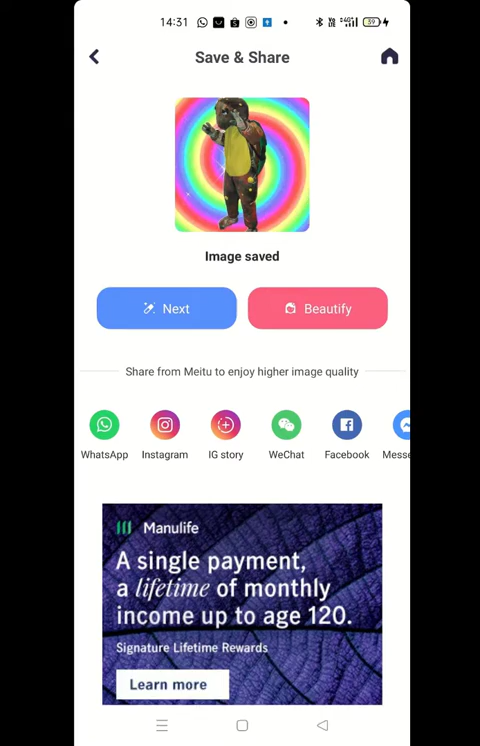 14:31
39
Save & Share
Image saved
Next
Beautify
Share from Meitu to enjoy higher image quality
WhatsApp
Instagram
IG story
WeChat
Facebook
Messe
Manulife
A single payment,
a lifetime of monthly
income up to age 120.
Signature Lifetime Rewards
Learn more